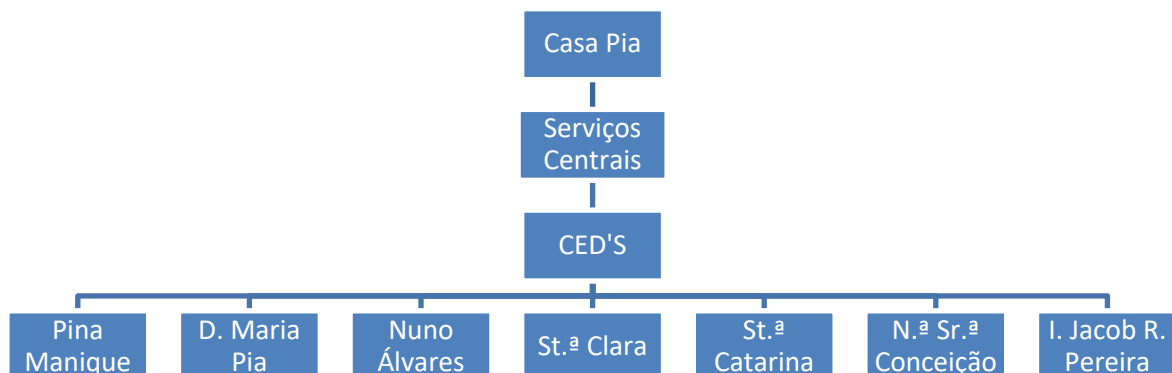 Casa Pia
Serviços
Centrais
CED'S
Pina
Manique
D. Maria
Pia
Nuno
Álvares
St.ª Clara
St.ª
Catarina
N.ª Sr.ª
Conceição
I. Jacob R.
Pereira